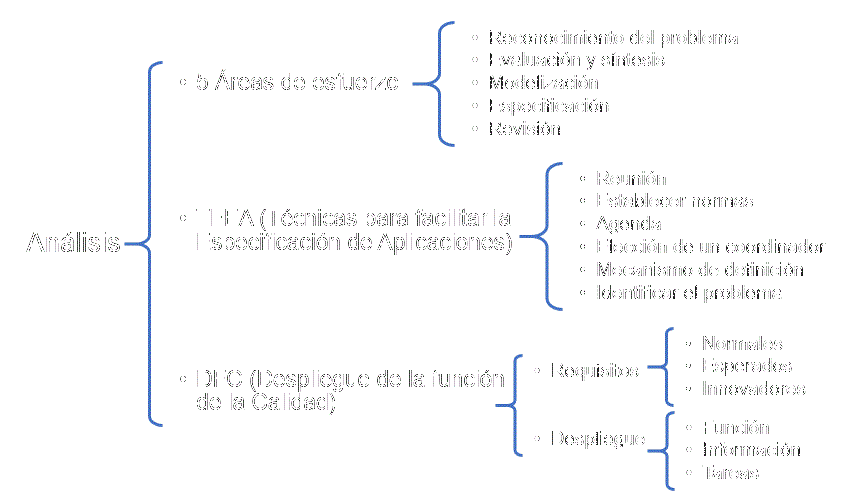 Análisis
5 Áreas de esfuerzo
Reconocimiento del problema
Evaluación y síntesis
Modelización
Especificación
Revisión
TFEA (Técnicas para facilitar la
Especificación de Aplicaciones)
Reunión
Establecer normas
Agenda
Elección de un coordinador
Mecanismo de definición
Identificar el problema
DFC (Despliegue de la función
de la Calidad)
Requisitos
Normales
Esperados
Innovadores
Despliegue
Función
Información
Tareas